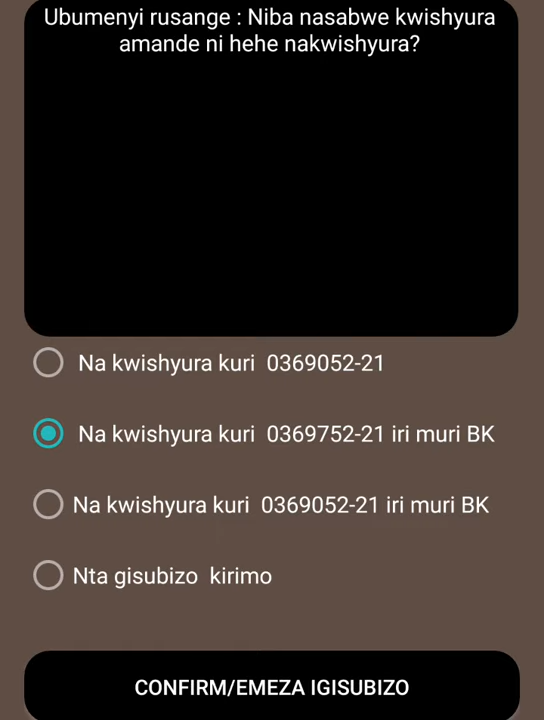 Ubumenyi rusange : Niba nasabwe kwishyura
amande ni hehe nakwishyura?
Na kwishyura kuri 0369052-21
Na kwishyura kuri 0369752-21 iri muri BK
Na kwishyura kuri 0369052-21 iri muri BK
Nta gisubizo kirimo
CONFIRM/EMEZA IGISUBIZO